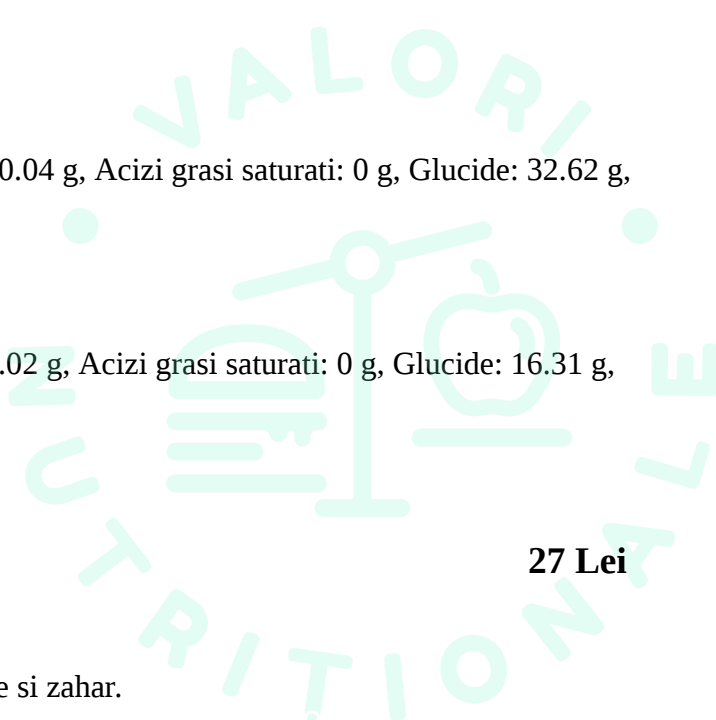 VALORI
0.04 g, Acizi grasi saturati: 0 g, Glucide: 32.62 g,
.02 g, Acizi grasi saturati: 0 g, Glucide: 16.31 g,
27 Lei
e si zahar.
NUTRITIONALE